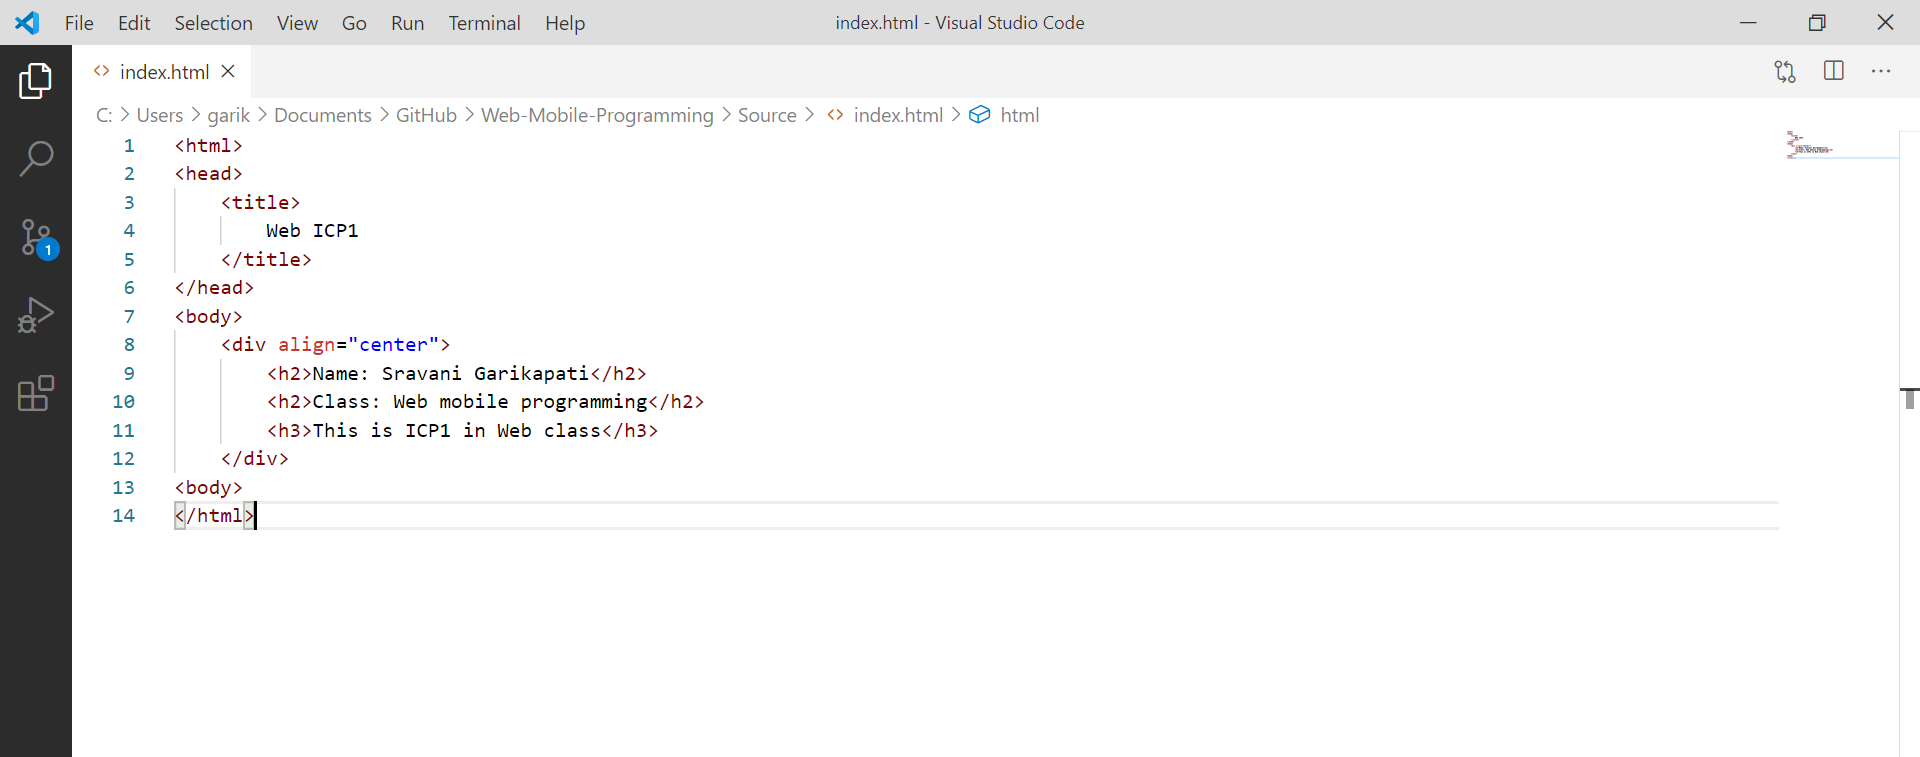 File Edit Selection View Go Run Terminal Help index.html - Visual Studio Code
index.html
C: > Users > garik > Documents > GitHub > Web-Mobile-Programming > Source > <> index.html > html
1 <html>
2 <head>
3     <title>
4         Web ICP1
5     </title>
6 </head>
7 <body>
8     <div align="center">
9         <h2>Name: Sravani Garikapati</h2>
10         <h2>Class: Web mobile programming</h2>
11         <h3>This is ICP1 in Web class</h3>
12     </div>
13 <body>
14 </html>
1